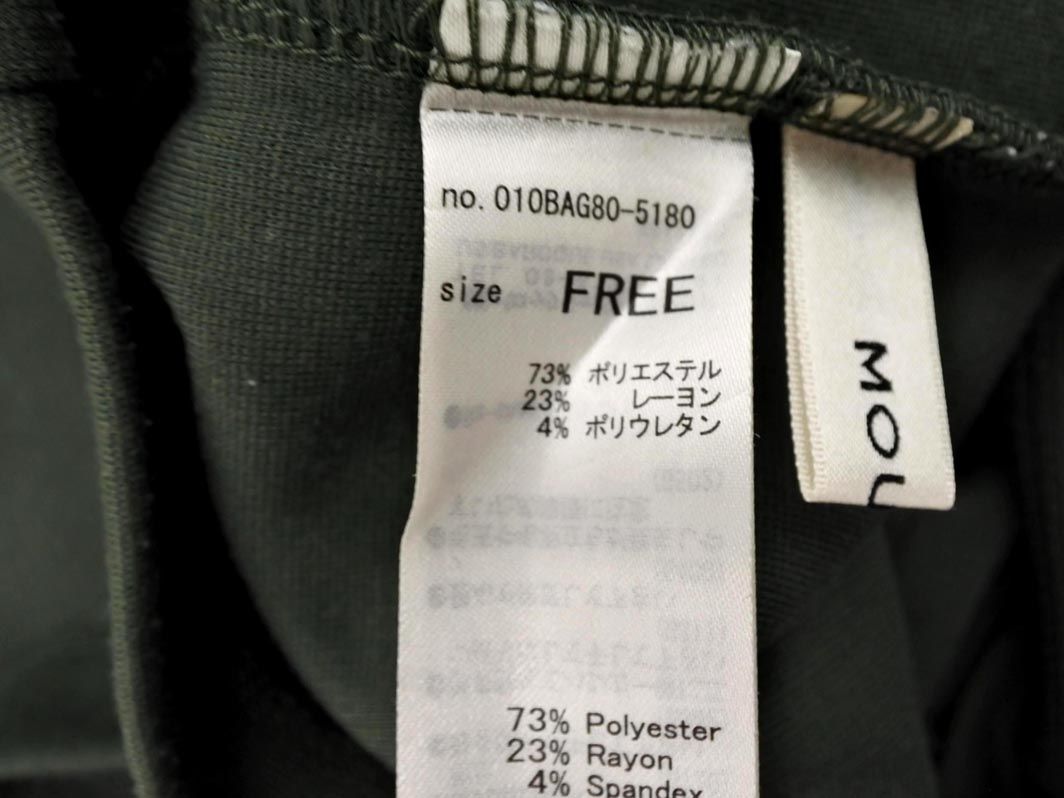 no. 010BAG80-5180
size FREE
73% ポリエステル
23% レーヨン
4% ポリウレタン
73% Polyester
23% Rayon
4% Spandex
MOU